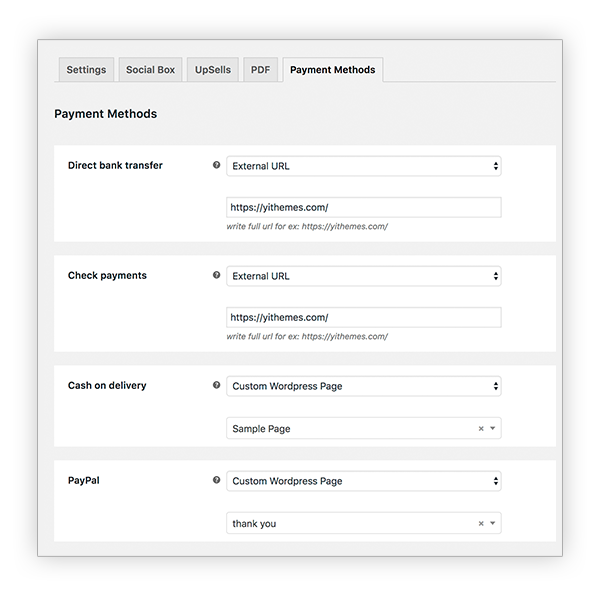 Settings Social Box UpSells PDF Payment Methods
Payment Methods
Direct bank transfer ? External URL
https://yithemes.com/
write full url for ex: https://yithemes.com/
Check payments ? External URL
https://yithemes.com/
write full url for ex: https://yithemes.com/
Cash on delivery ? Custom Wordpress Page
Sample Page ×
PayPal ? Custom Wordpress Page
thank you ×